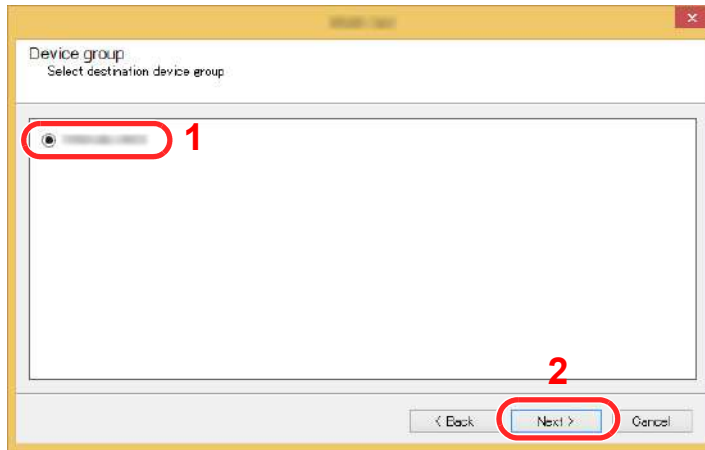 Device group
Select destination device group
1
2
< Back
Next >
Cancel